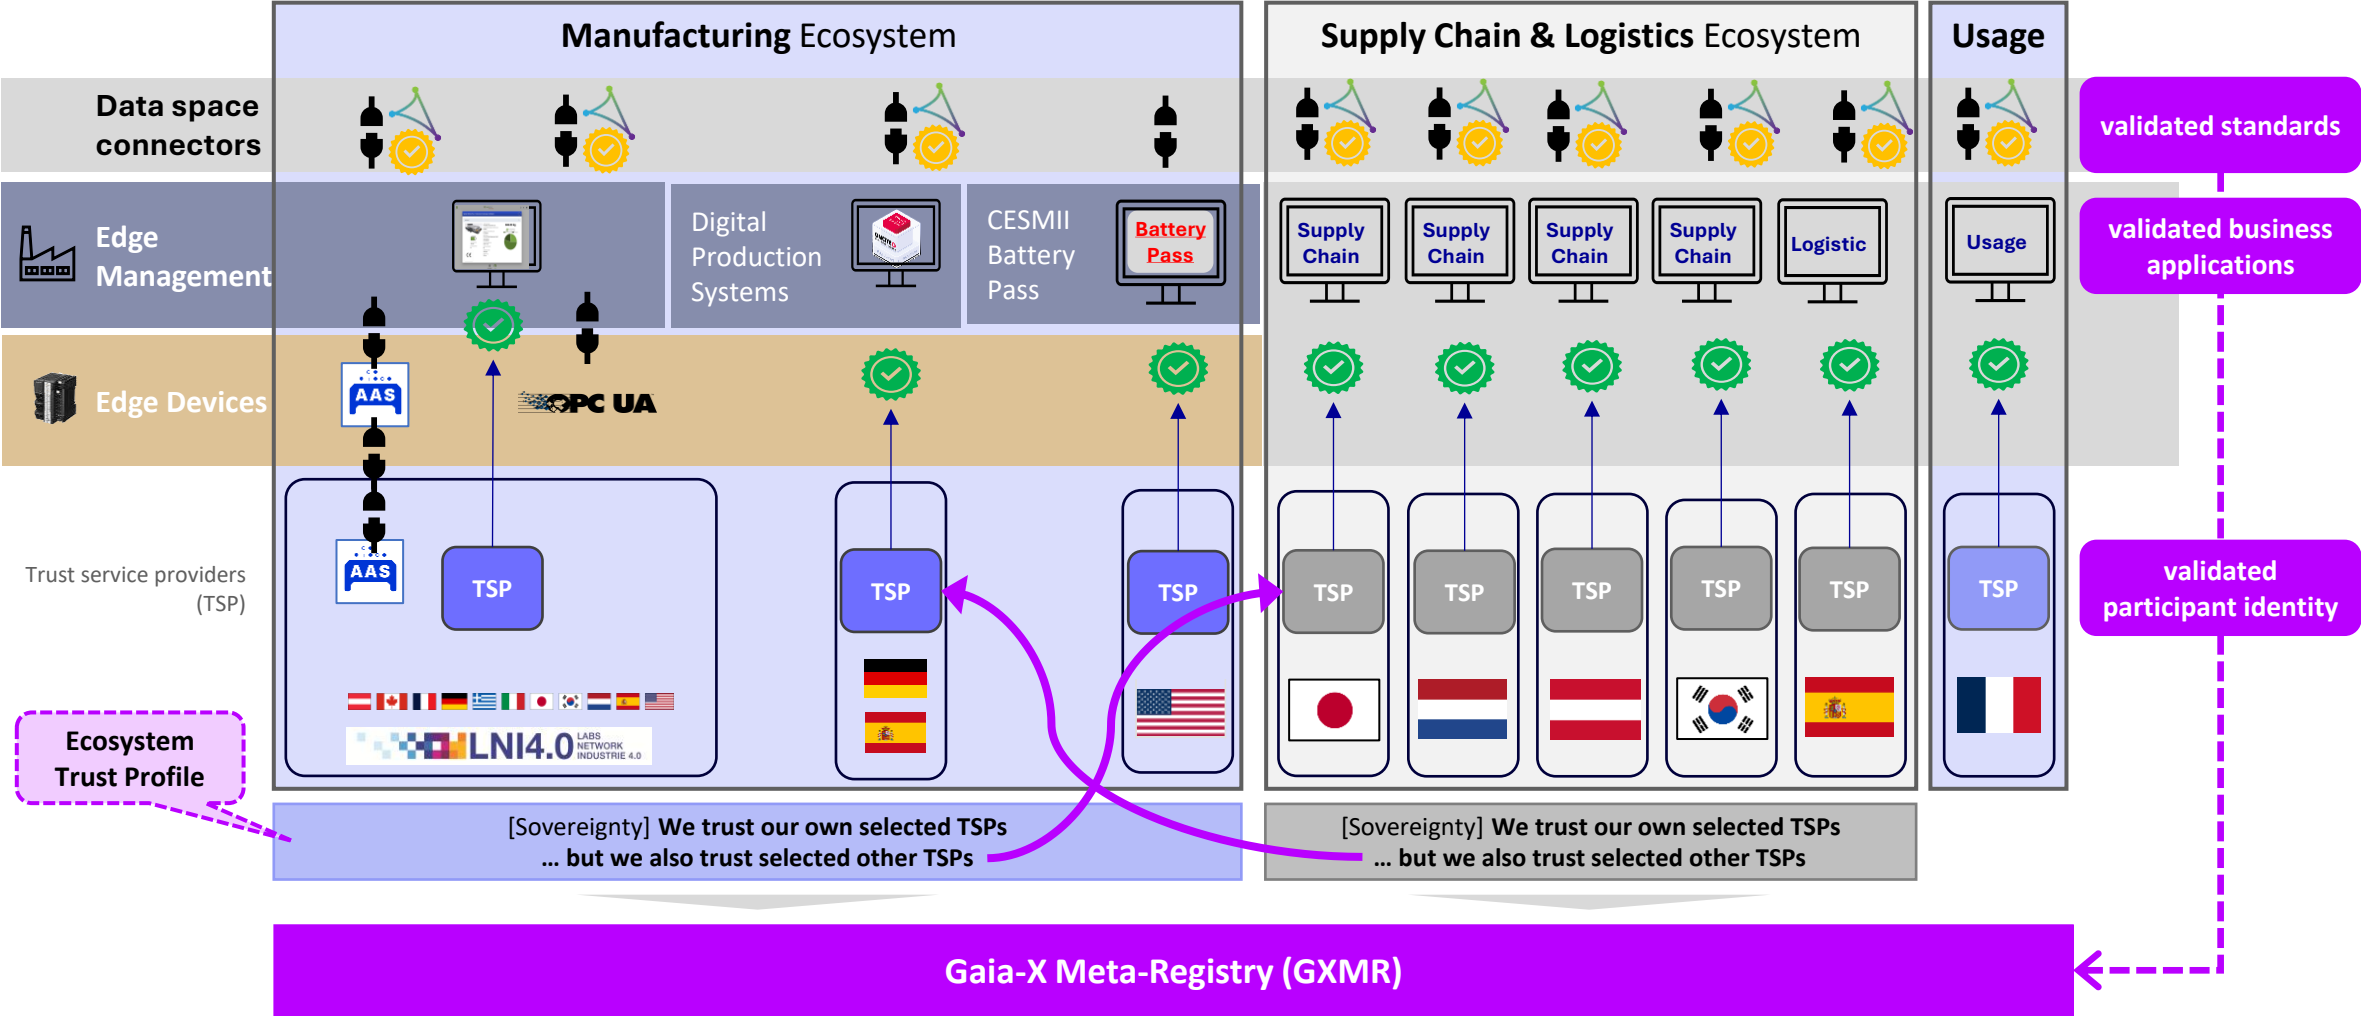 Manufacturing Ecosystem
Supply Chain & Logistics Ecosystem
Usage
Data space
connectors
validated standards
Edge
Management
Digital
Production
Systems
CESMII
Battery
Pass
Battery
Pass
Supply
Chain
Supply
Chain
Supply
Chain
Supply
Chain
Logistic
Usage
validated business
applications
Edge Devices
AAS
OPC UA
Trust service providers
(TSP)
AAS
TSP
TSP
TSP
TSP
TSP
TSP
TSP
TSP
TSP
validated
participant identity
LNI4.0 LABS
NETWORK
INDUSTRIE 4.0
Ecosystem
Trust Profile
[Sovereignty] We trust our own selected TSPs
... but we also trust selected other TSPs
[Sovereignty] We trust our own selected TSPs
... but we also trust selected other TSPs
Gaia-X Meta-Registry (GXMR)